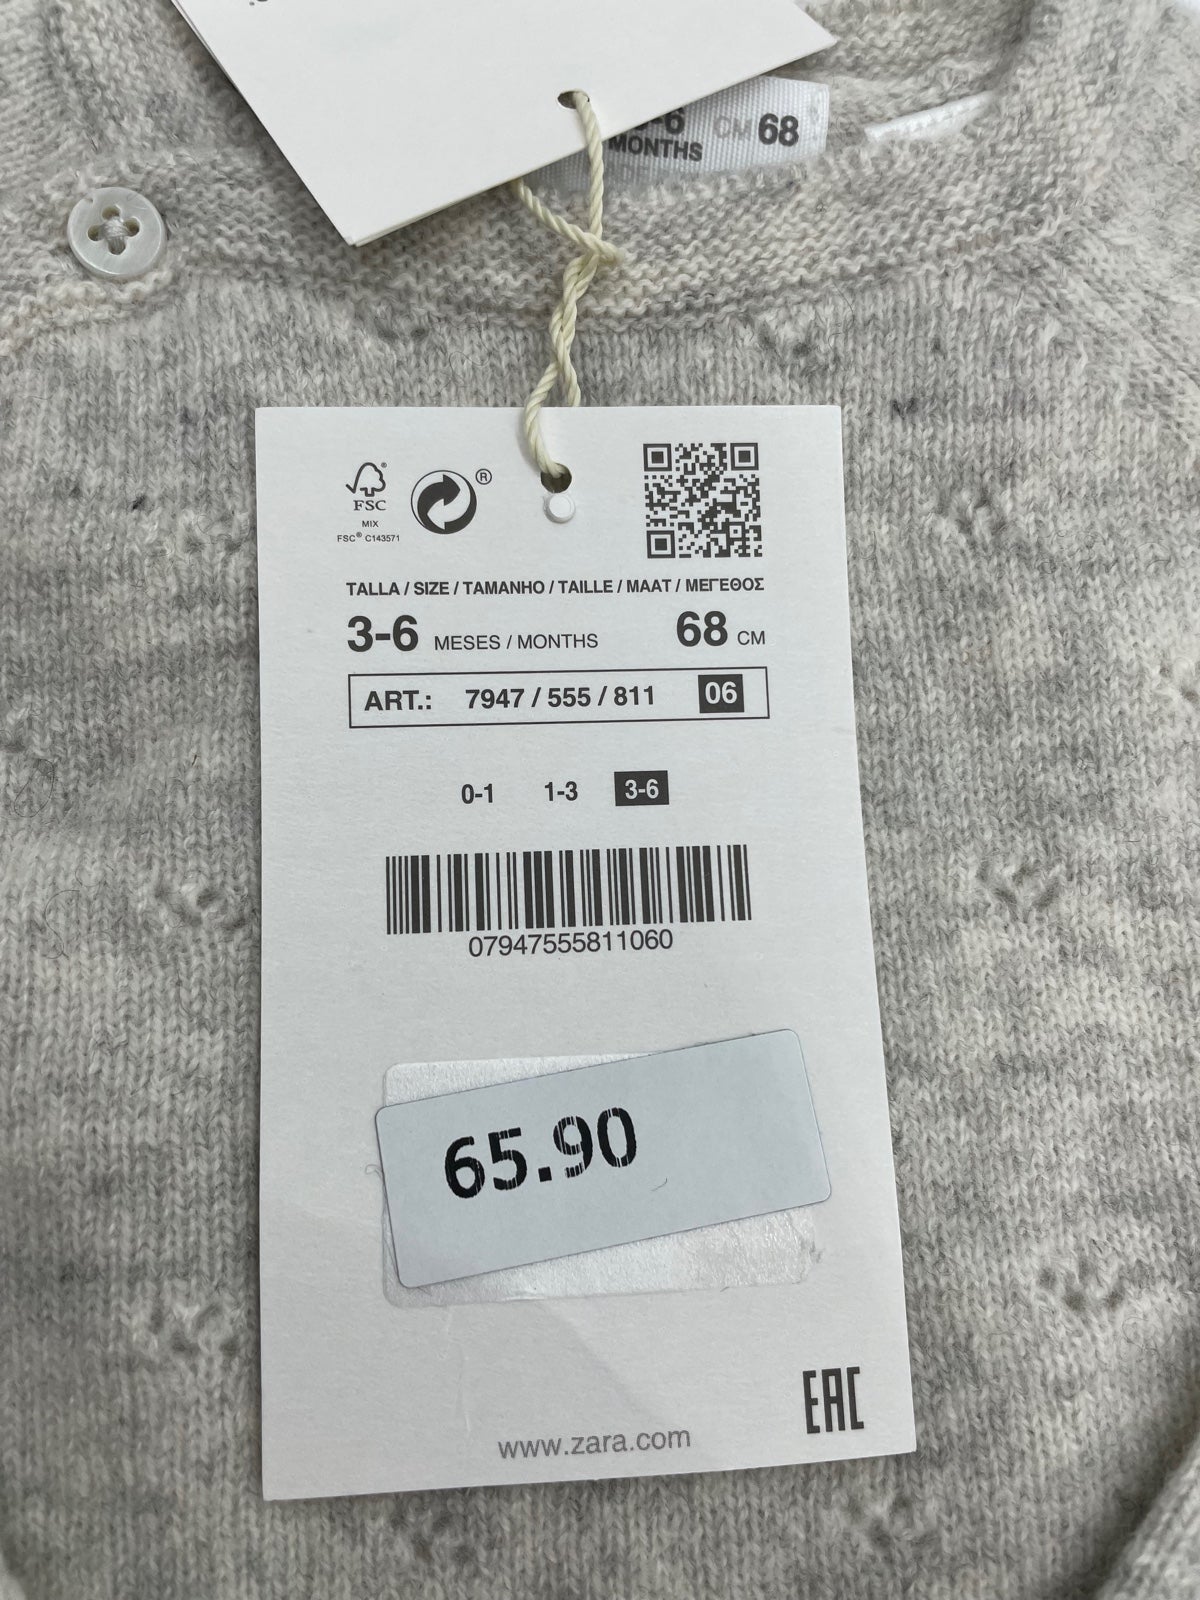 -6 CM 68
MONTHS
FSC®
MIX
FSC® C143571
®
TALLA / SIZE / TAMANHO / TAILLE / MAAT / ΜΕΓΕΘΟΣ
3-6 MESES / MONTHS 68 CM
ART.: 7947 / 555 / 811 06
0-1 1-3 3-6
07947555811060
65.90
EAC
www.zara.com